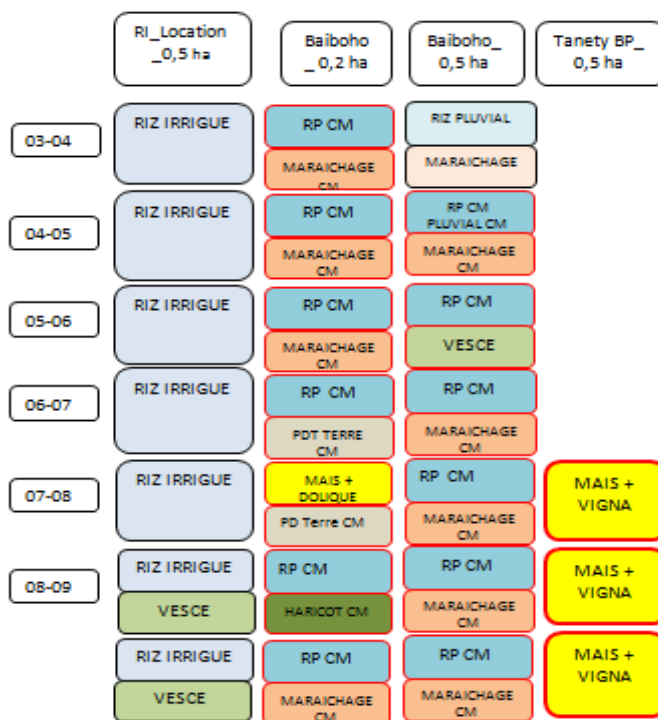 RI_Location
_0,5 ha
Baiboho
_ 0,2 ha
Baiboho_
0,5 ha
Tanety BP_
0,5 ha
03-04
RIZ IRRIGUE
RP CM
MARAICHAGE
CM
RIZ PLUVIAL
MARAICHAGE
04-05
RIZ IRRIGUE
RP CM
MARAICHAGE
CM
RP CM
PLUVIAL CM
MARAICHAGE
CM
05-06
RIZ IRRIGUE
RP CM
MARAICHAGE
CM
RP CM
VESCE
06-07
RIZ IRRIGUE
RP CM
PDT TERRE
CM
RP CM
MARAICHAGE
CM
07-08
RIZ IRRIGUE
MAIS +
DOLIQUE
PD Terre CM
RP CM
MARAICHAGE
CM
MAIS +
VIGNA
08-09
RIZ IRRIGUE
VESCE
RP CM
HARICOT CM
RP CM
MARAICHAGE
CM
MAIS +
VIGNA
RIZ IRRIGUE
VESCE
RP CM
MARAICHAGE
CM
RP CM
MARAICHAGE
CM
MAIS +
VIGNA